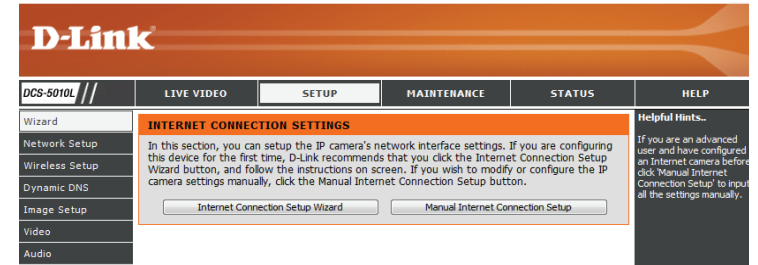 D-Link
DCS-5010L
LIVE VIDEO
SETUP
MAINTENANCE
STATUS
HELP
Wizard
Network Setup
Wireless Setup
Dynamic DNS
Image Setup
Video
Audio
INTERNET CONNECTION SETTINGS
In this section, you can setup the IP camera's network interface settings. If you are configuring
this device for the first time, D-Link recommends that you click the Internet Connection Setup
Wizard button, and follow the instructions on screen. If you wish to modify or configure the IP
camera settings manually, click the Manual Internet Connection Setup button.
Internet Connection Setup Wizard
Manual Internet Connection Setup
Helpful Hints..
If you are an advanced
user and have configured
an Internet camera before
click 'Manual Internet
Connection Setup' to input
all the settings manually.